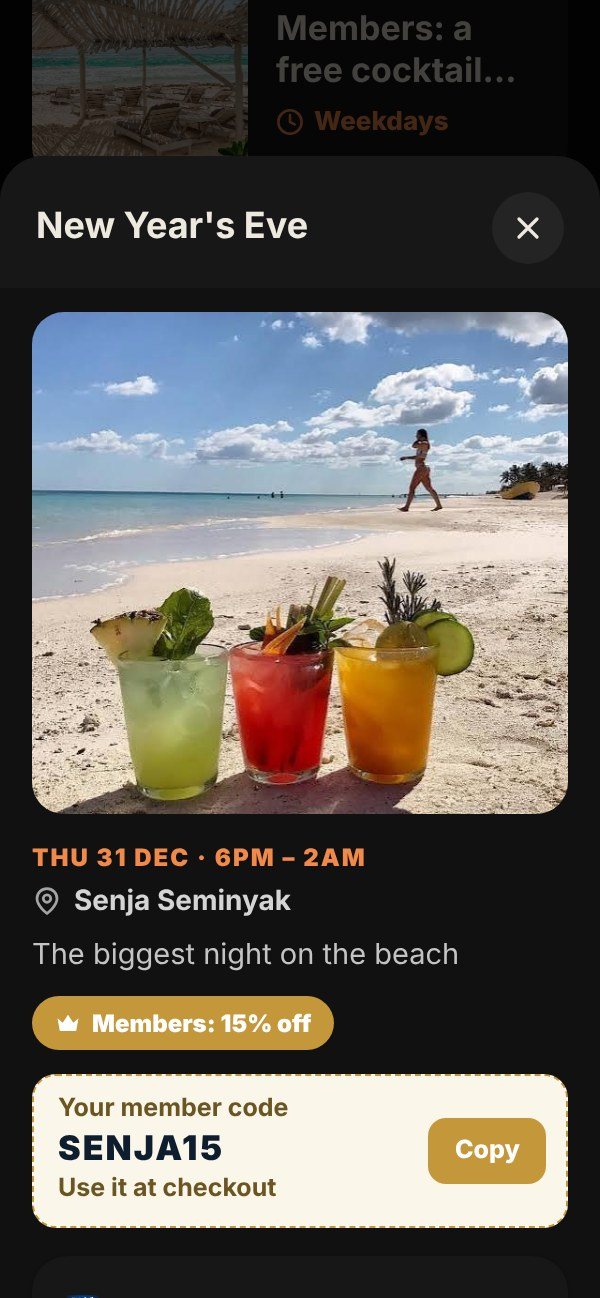 Members: a
free cocktail...
Weekdays
New Year's Eve
THU 31 DEC · 6PM – 2AM
Senja Seminyak
The biggest night on the beach
Members: 15% off
Your member code
SENJA15
Use it at checkout
Copy